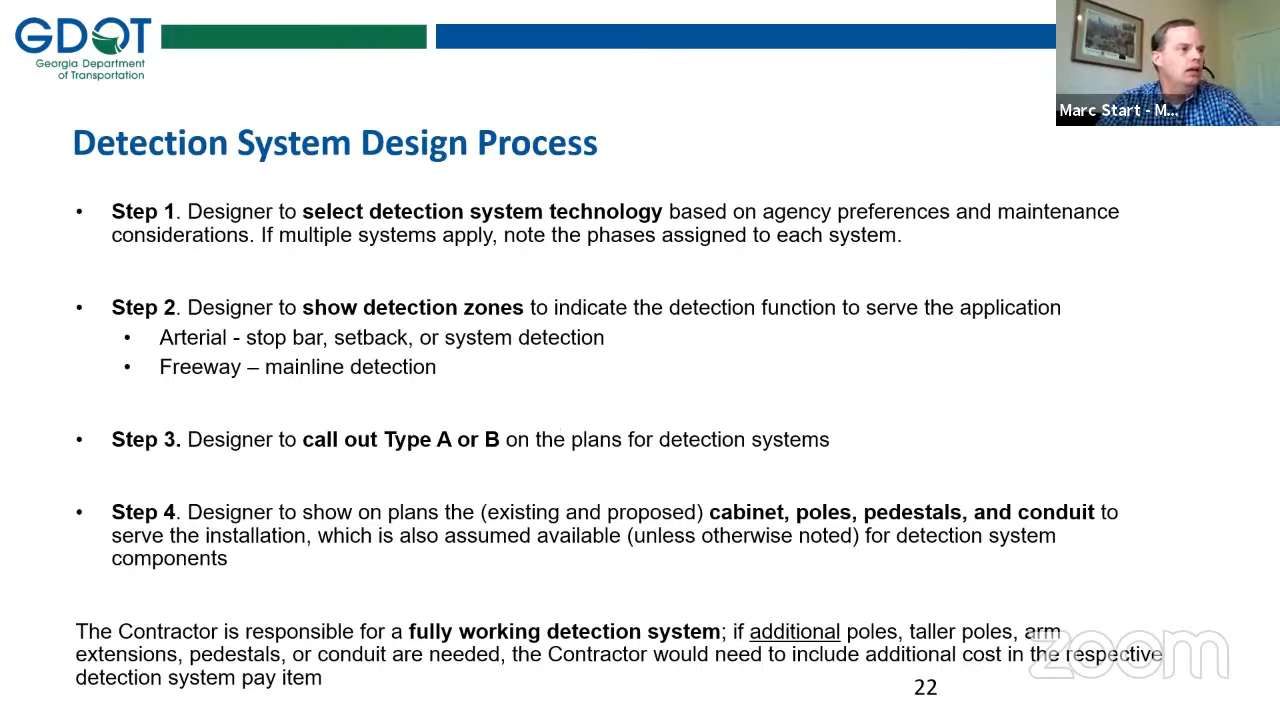 GDOT
Georgia Department
of Transportation
Marc Start - M...
Detection System Design Process
• Step 1. Designer to select detection system technology based on agency preferences and maintenance
considerations. If multiple systems apply, note the phases assigned to each system.
• Step 2. Designer to show detection zones to indicate the detection function to serve the application
• Arterial - stop bar, setback, or system detection
• Freeway – mainline detection
• Step 3. Designer to call out Type A or B on the plans for detection systems
• Step 4. Designer to show on plans the (existing and proposed) cabinet, poles, pedestals, and conduit to
serve the installation, which is also assumed available (unless otherwise noted) for detection system
components
The Contractor is responsible for a fully working detection system; if additional poles, taller poles, arm
extensions, pedestals, or conduit are needed, the Contractor would need to include additional cost in the respective
detection system pay item
zoom
22